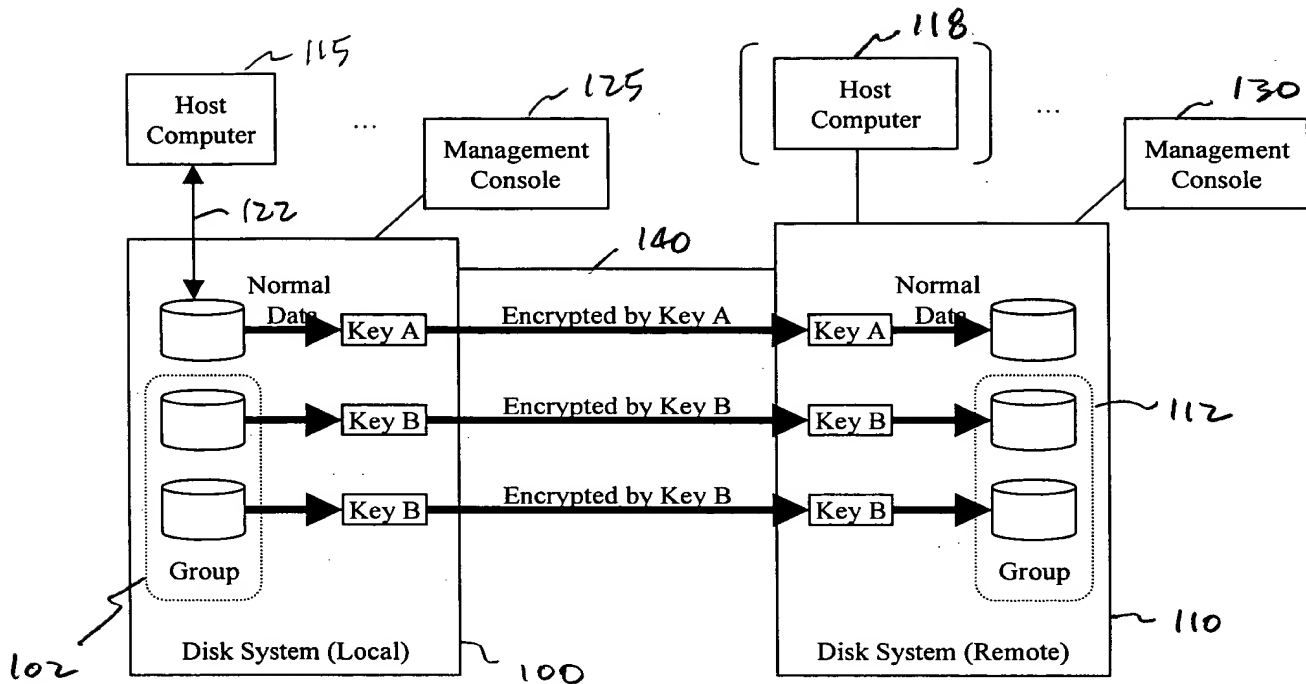 115
Host
Computer
...
125
Management
Console
118
Host
Computer
...
130
Management
Console
122
140
Normal
Data
Key A
Encrypted by Key A
Key A
Normal
Data
Key B
Encrypted by Key B
Key B
112
Key B
Encrypted by Key B
Key B
Group
Group
102
Disk System (Local)
100
Disk System (Remote)
110